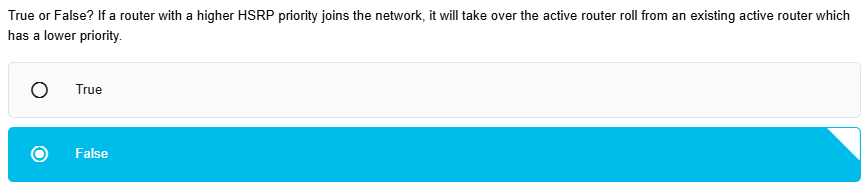 True or False? If a router with a higher HSRP priority joins the network, it will take over the active router roll from an existing active router which
has a lower priority.
True
False